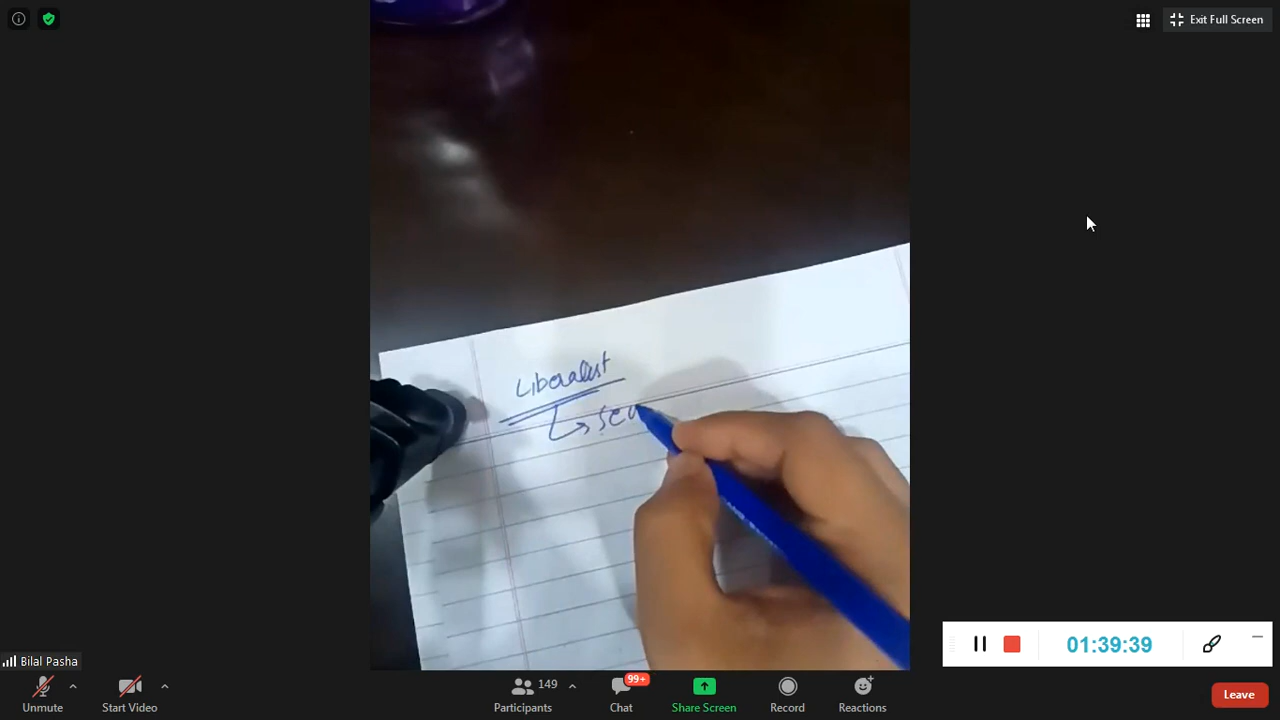 Exit Full Screen
Liberalist
Bilal Pasha
01:39:39
Unmute
Start Video
149
Participants
99+
Chat
Share Screen
Record
Reactions
Leave